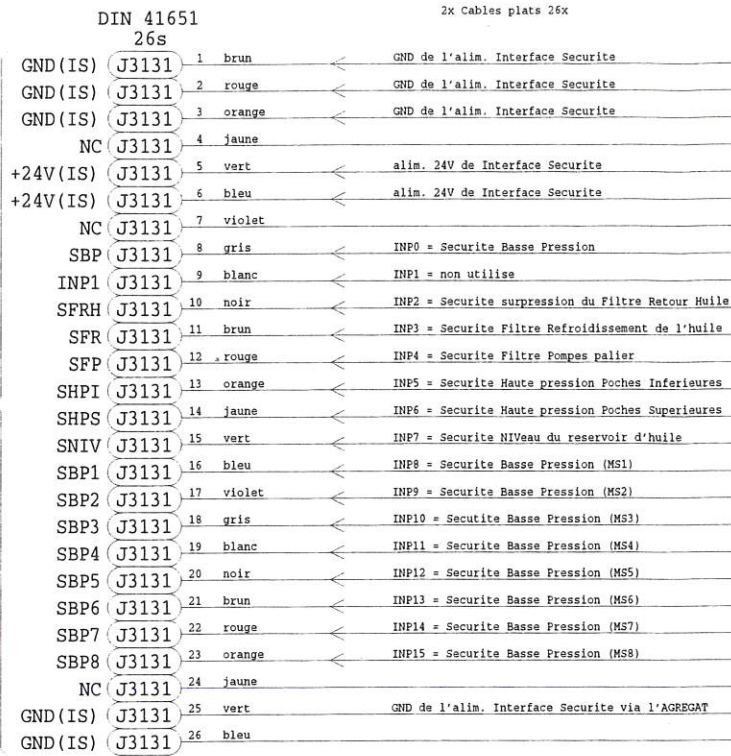 DIN 41651
2x Cables plats 26x
26s
GND(IS) J3131 1 brun GND de l'alim. Interface Securite
GND(IS) J3131 2 rouge GND de l'alim. Interface Securite
GND(IS) J3131 3 orange GND de l'alim. Interface Securite
NC J3131 4 jaune
+24V(IS) J3131 5 vert alim. 24V de Interface Securite
+24V(IS) J3131 6 bleu alim. 24V de Interface Securite
NC J3131 7 violet
SBP J3131 8 gris INP0 = Securite Basse Pression
INP1 J3131 9 blanc INP1 = non utilise
SFRH J3131 10 noir INP2 = Securite surpression du Filtre Retour Huile
SFR J3131 11 brun INP3 = Securite Filtre Refroidissement de l'huile
SFP J3131 12 rouge INP4 = Securite Filtre Pompes palier
SHPI J3131 13 orange INP5 = Securite Haute pression Poches Inferieures
SHPS J3131 14 jaune INP6 = Securite Haute pression Poches Superieures
SNIV J3131 15 vert INP7 = Securite NIVeau du reservoir d'huile
SBP1 J3131 16 bleu INP8 = Securite Basse Pression (MS1)
SBP2 J3131 17 violet INP9 = Securite Basse Pression (MS2)
SBP3 J3131 18 gris INP10 = Secutite Basse Pression (MS3)
SBP4 J3131 19 blanc INP11 = Securite Basse Pression (MS4)
SBP5 J3131 20 noir INP12 = Securite Basse Pression (MS5)
SBP6 J3131 21 brun INP13 = Securite Basse Pression (MS6)
SBP7 J3131 22 rouge INP14 = Securite Basse Pression (MS7)
SBP8 J3131 23 orange INP15 = Securite Basse Pression (MS8)
NC J3131 24 jaune
GND(IS) J3131 25 vert GND de l'alim. Interface Securite via l'AGREGAT
GND(IS) J3131 26 bleu